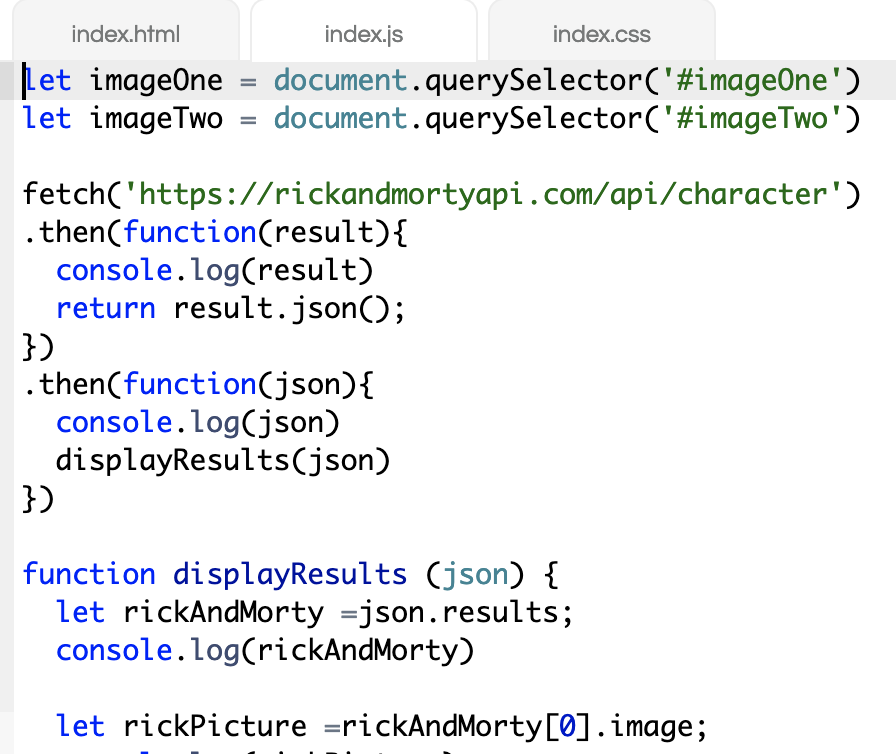 index.html index.js index.css
let imageOne = document.querySelector('#imageOne')
let imageTwo = document.querySelector('#imageTwo')
fetch('https://rickandmortyapi.com/api/character')
.then(function(result){
  console.log(result)
  return result.json();
})
.then(function(json){
  console.log(json)
  displayResults(json)
})
function displayResults (json) {
  let rickAndMorty =json.results;
  console.log(rickAndMorty)
  let rickPicture =rickAndMorty[0].image;